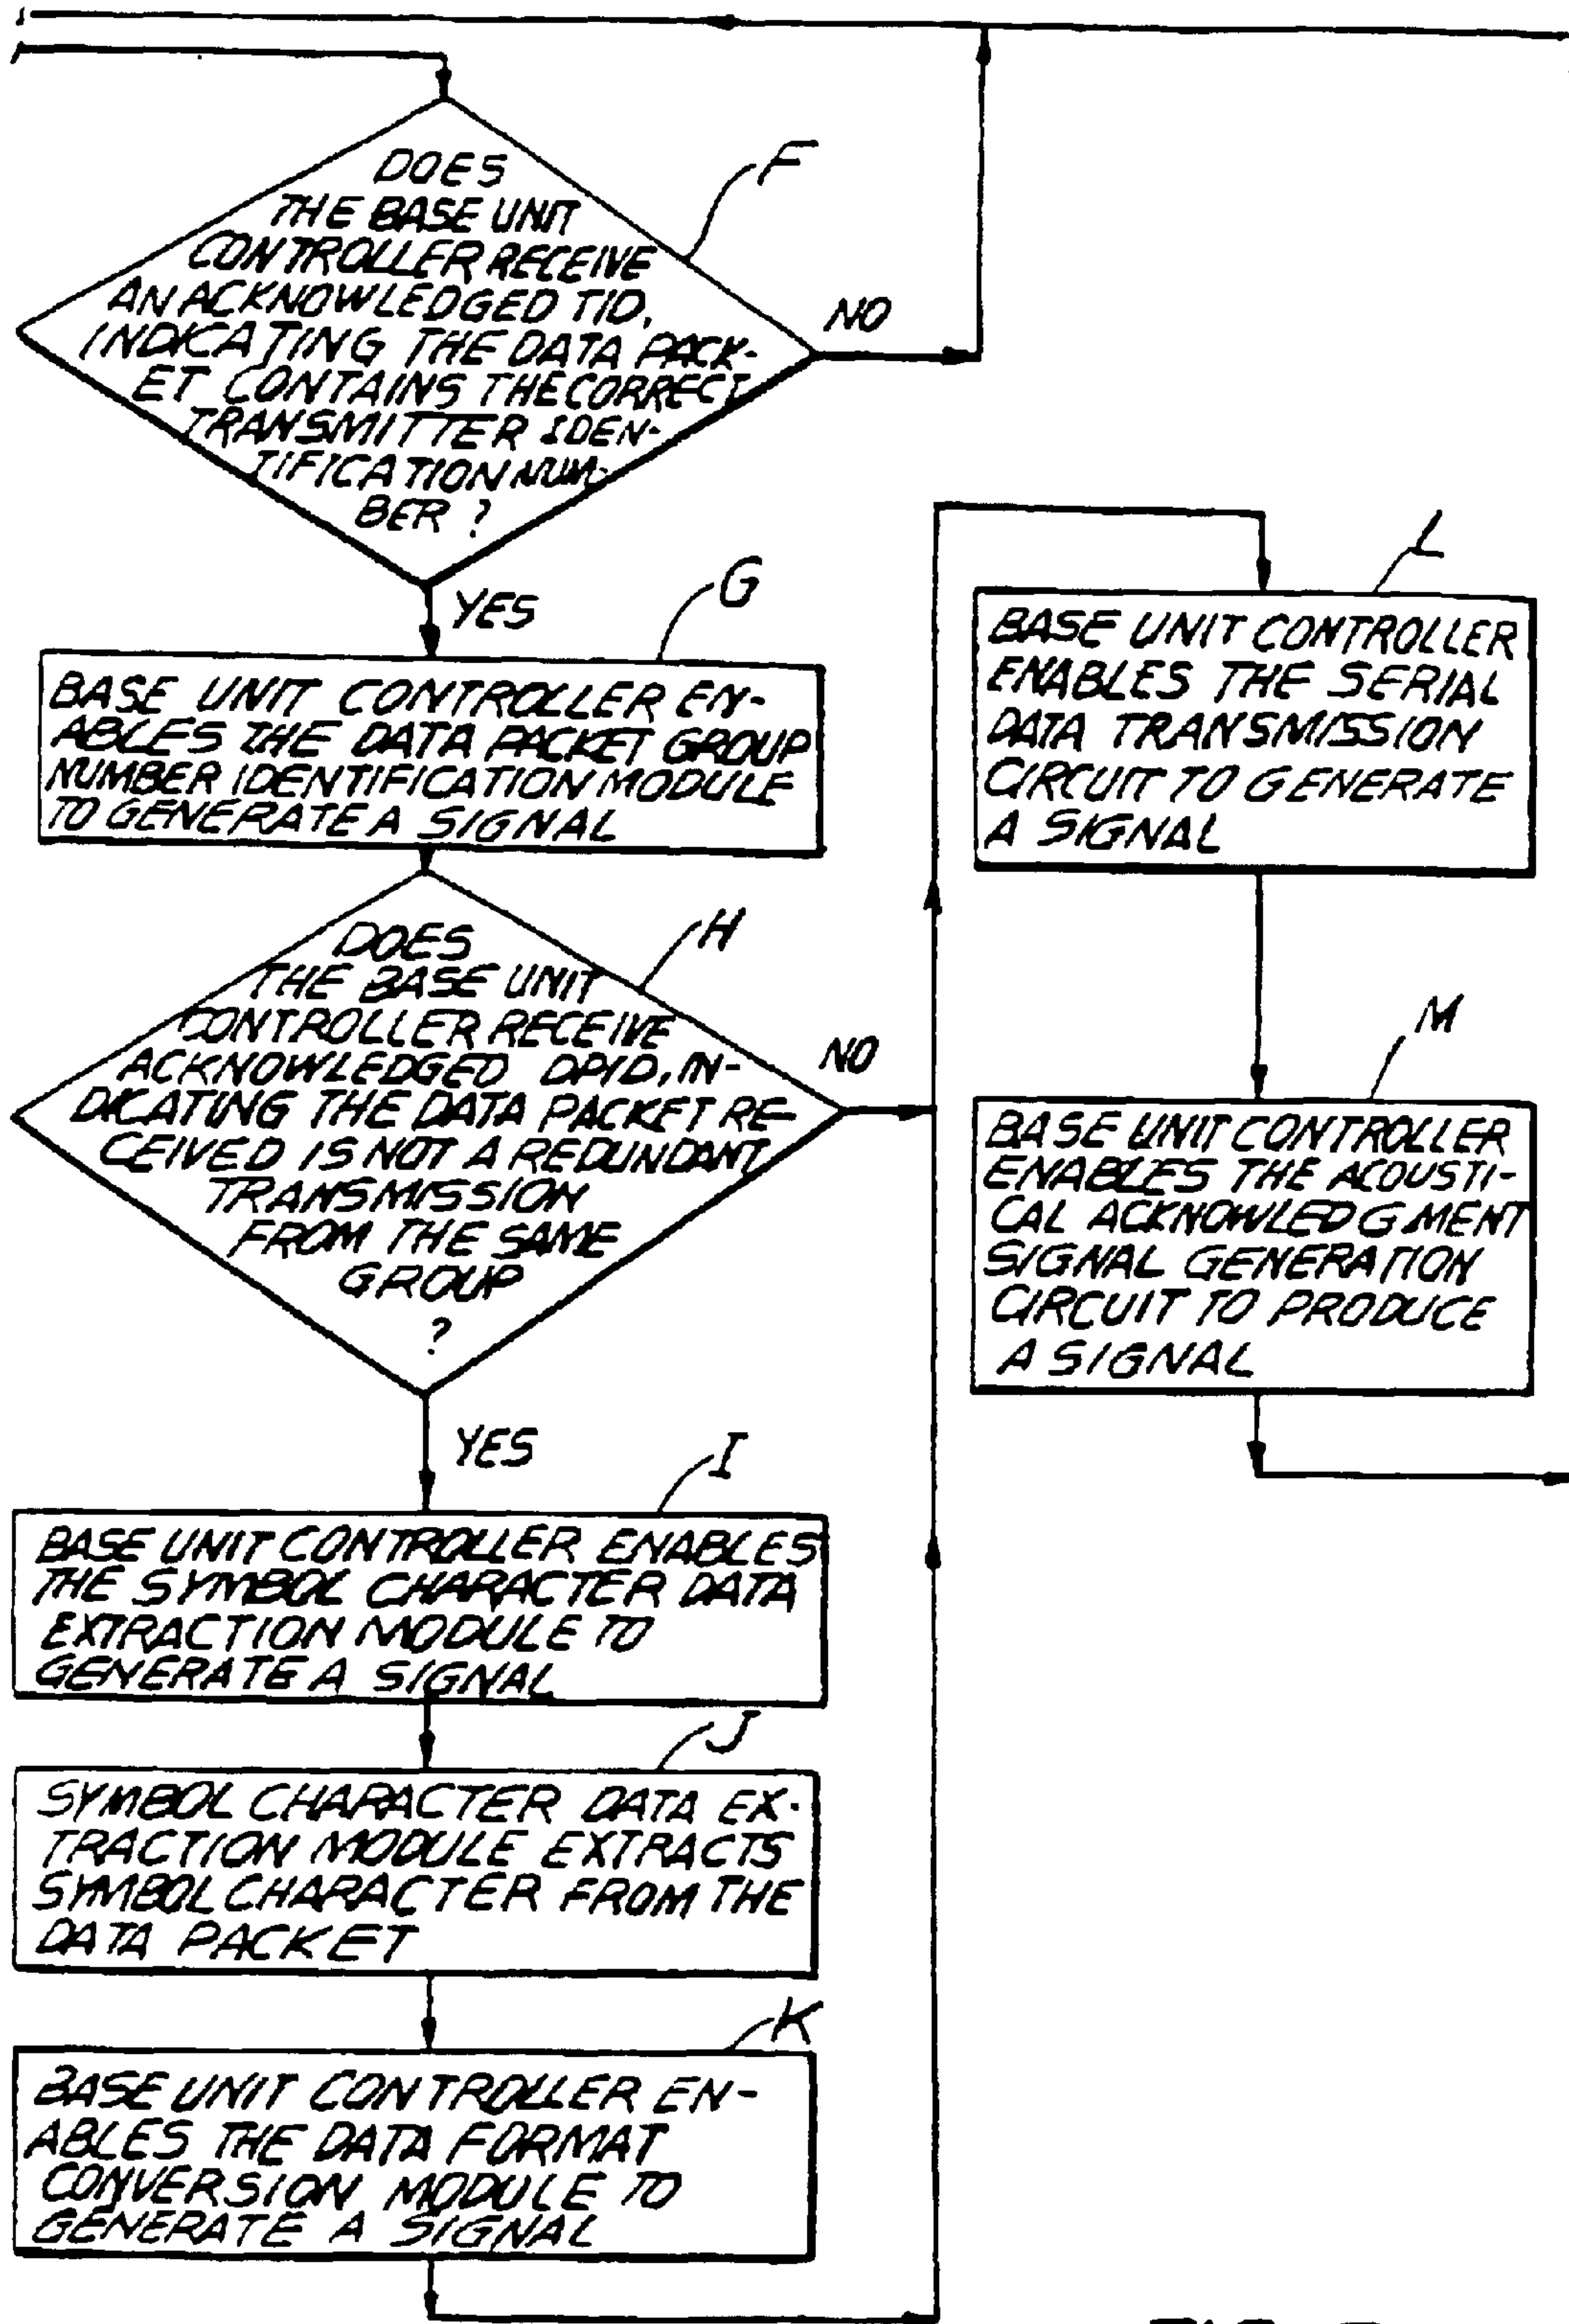 F
DOES
THE BASE UNIT
CONTROLLER RECEIVE
AN ACKNOWLEDGED TID,
INDICATING THE DATA PACK-
ET CONTAINS THE CORRECT
TRANSMITTER IDEN-
TIFICATION NUM-
BER ?
NO
YES
G
BASE UNIT CONTROLLER EN-
ABLES THE DATA PACKET GROUP
NUMBER IDENTIFICATION MODULE
TO GENERATE A SIGNAL
H
DOES
THE BASE UNIT
CONTROLLER RECEIVE
ACKNOWLEDGED DPID, IN-
DICATING THE DATA PACKET RE-
CEIVED IS NOT A REDUNDANT
TRANSMISSION
FROM THE SAME
GROUP
?
NO
YES
I
BASE UNIT CONTROLLER ENABLES
THE SYMBOL CHARACTER DATA
EXTRACTION MODULE TO
GENERATE A SIGNAL
J
SYMBOL CHARACTER DATA EX-
TRACTION MODULE EXTRACTS
SYMBOL CHARACTER FROM THE
DATA PACKET
K
BASE UNIT CONTROLLER EN-
ABLES THE DATA FORMAT
CONVERSION MODULE TO
GENERATE A SIGNAL
L
BASE UNIT CONTROLLER
ENABLES THE SERIAL
DATA TRANSMISSION
CIRCUIT TO GENERATE
A SIGNAL
M
BASE UNIT CONTROLLER
ENABLES THE ACOUSTI-
CAL ACKNOWLEDGMENT
SIGNAL GENERATION
CIRCUIT TO PRODUCE
A SIGNAL